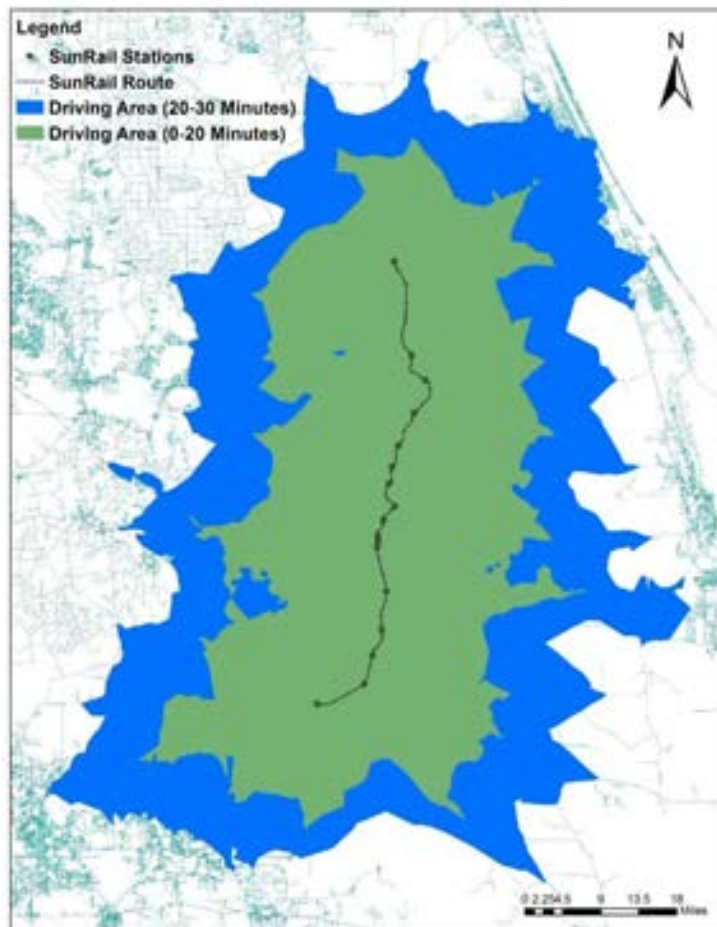 Legend
SunRail Stations
SunRail Route
Driving Area (20-30 Minutes)
Driving Area (0-20 Minutes)
N
0 2.25 4.5 9 13.5 18
Miles